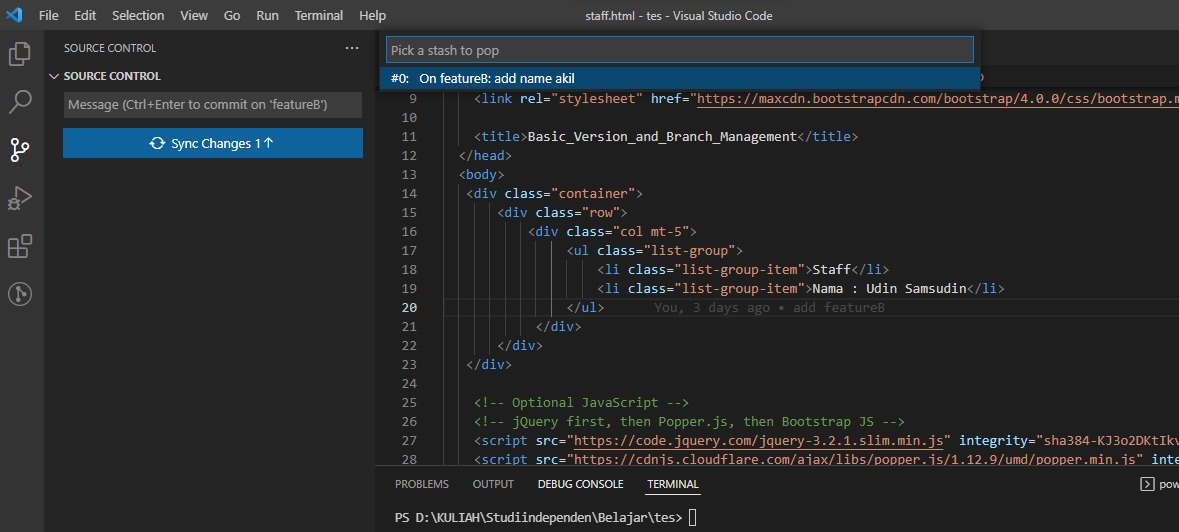 File Edit Selection View Go Run Terminal Help staff.html - tes - Visual Studio Code
SOURCE CONTROL ...
SOURCE CONTROL
Message (Ctrl+Enter to commit on 'featureB')
Sync Changes 1↑
Pick a stash to pop
#0: On featureB: add name akil
9 <link rel="stylesheet" href="https://maxcdn.bootstrapcdn.com/bootstrap/4.0.0/css/bootstrap.m
10
11 <title>Basic_Version_and_Branch_Management</title>
12 </head>
13 <body>
14 <div class="container">
15 <div class="row">
16 <div class="col mt-5">
17 <ul class="list-group">
18 <li class="list-group-item">Staff</li>
19 <li class="list-group-item">Nama : Udin Samsudin</li>
20 </ul> You, 3 days ago • add featureB
21 </div>
22 </div>
23 </div>
24
25 <!-- Optional JavaScript -->
26 <!-- jQuery first, then Popper.js, then Bootstrap JS -->
27 <script src="https://code.jquery.com/jquery-3.2.1.slim.min.js" integrity="sha384-KJ3o2DKtIkv
28 <script src="https://cdnjs.cloudflare.com/ajax/libs/popper.js/1.12.9/umd/popper.min.js" inte
PROBLEMS OUTPUT DEBUG CONSOLE TERMINAL pow
PS D:\KULIAH\Studiindependen\Belajar\tes>